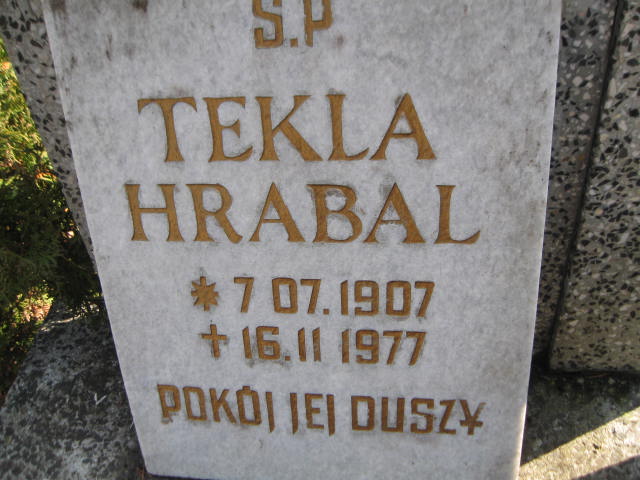 S.P
TEKLA
HRABAL
* 7 07. 1907
+ 16. 11 1977
POKÓJ JEJ DUSZY